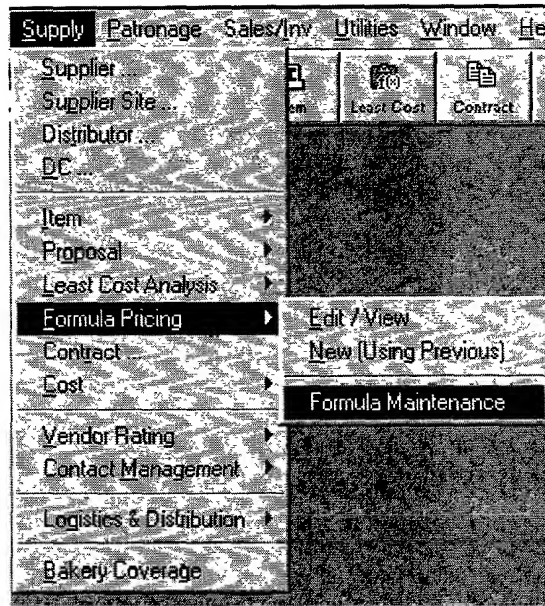 Supply Patronage Sales/Inv Utilities Window He
Supplier ...
Supplier Site ...
Distributor ...
DC ...
em Least Cost Contract
Item
Proposal
Least Cost Analysis
Formula Pricing
Edit / View
Contract ...
New (Using Previous)
Cost
Formula Maintenance
Vendor Rating
Contact Management
Logistics & Distribution
Bakery Coverage